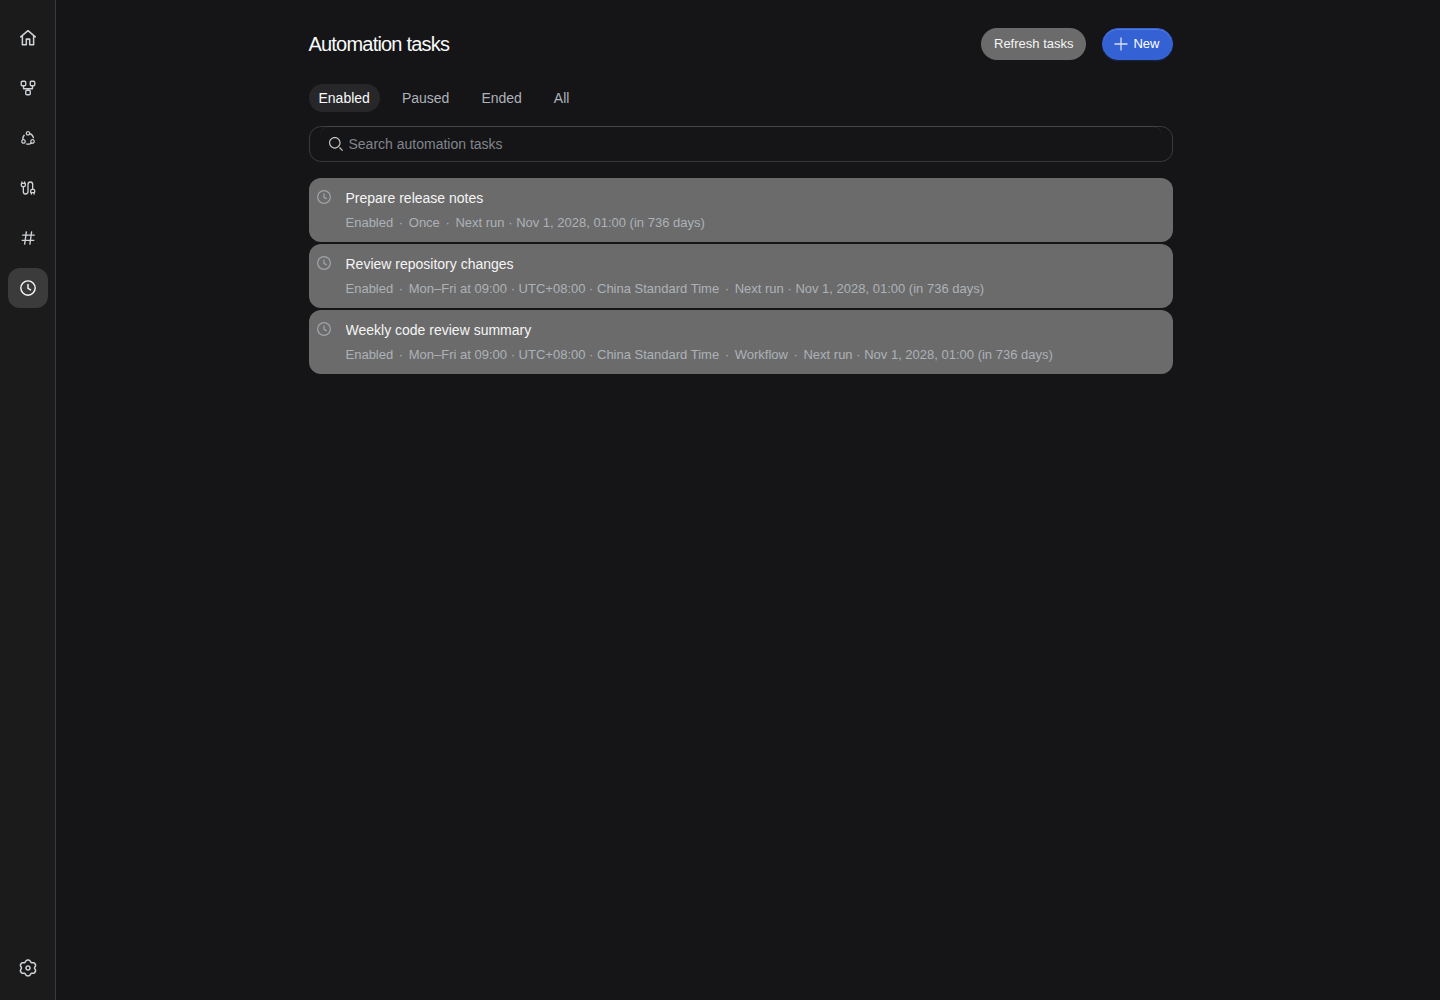 Automation tasks
Refresh tasks
New
Enabled
Paused
Ended
All
Search automation tasks
Prepare release notes
Enabled · Once · Next run · Nov 1, 2028, 01:00 (in 736 days)
Review repository changes
Enabled · Mon–Fri at 09:00 · UTC+08:00 · China Standard Time · Next run · Nov 1, 2028, 01:00 (in 736 days)
Weekly code review summary
Enabled · Mon–Fri at 09:00 · UTC+08:00 · China Standard Time · Workflow · Next run · Nov 1, 2028, 01:00 (in 736 days)